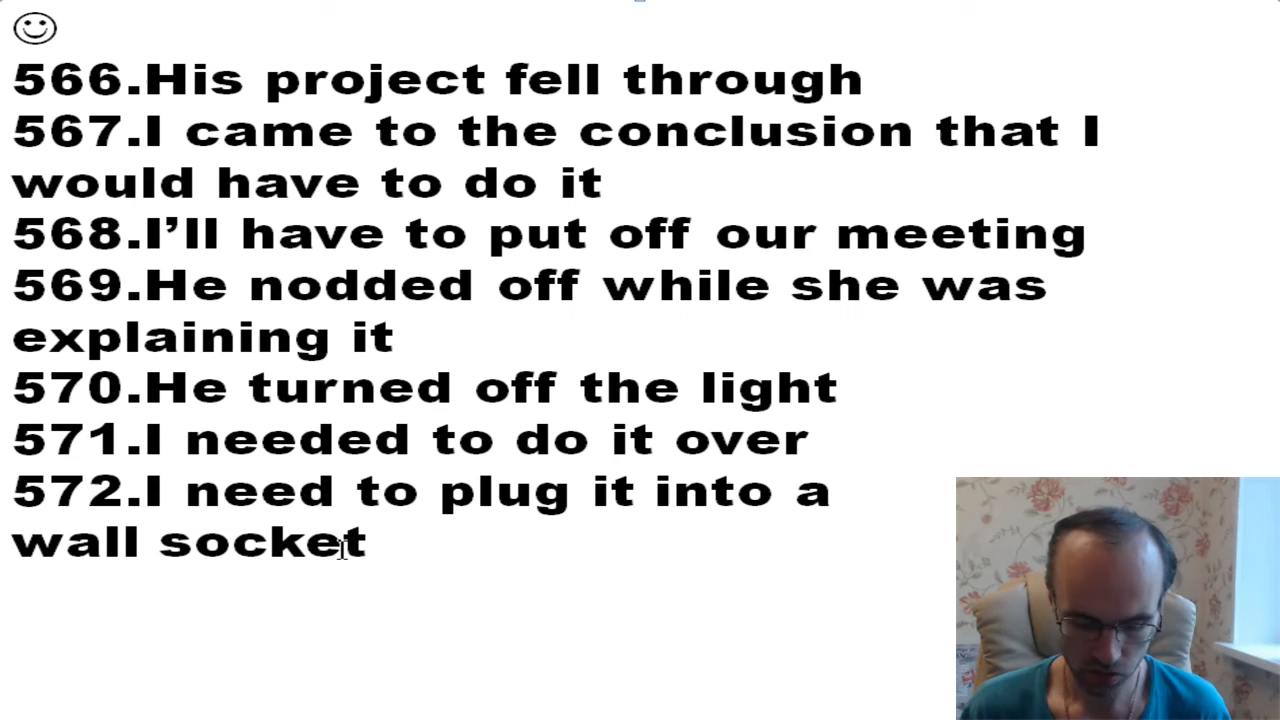 566.His project fell through
567.I came to the conclusion that I
would have to do it
568.I’ll have to put off our meeting
569.He nodded off while she was
explaining it
570.He turned off the light
571.I needed to do it over
572.I need to plug it into a
wall socket